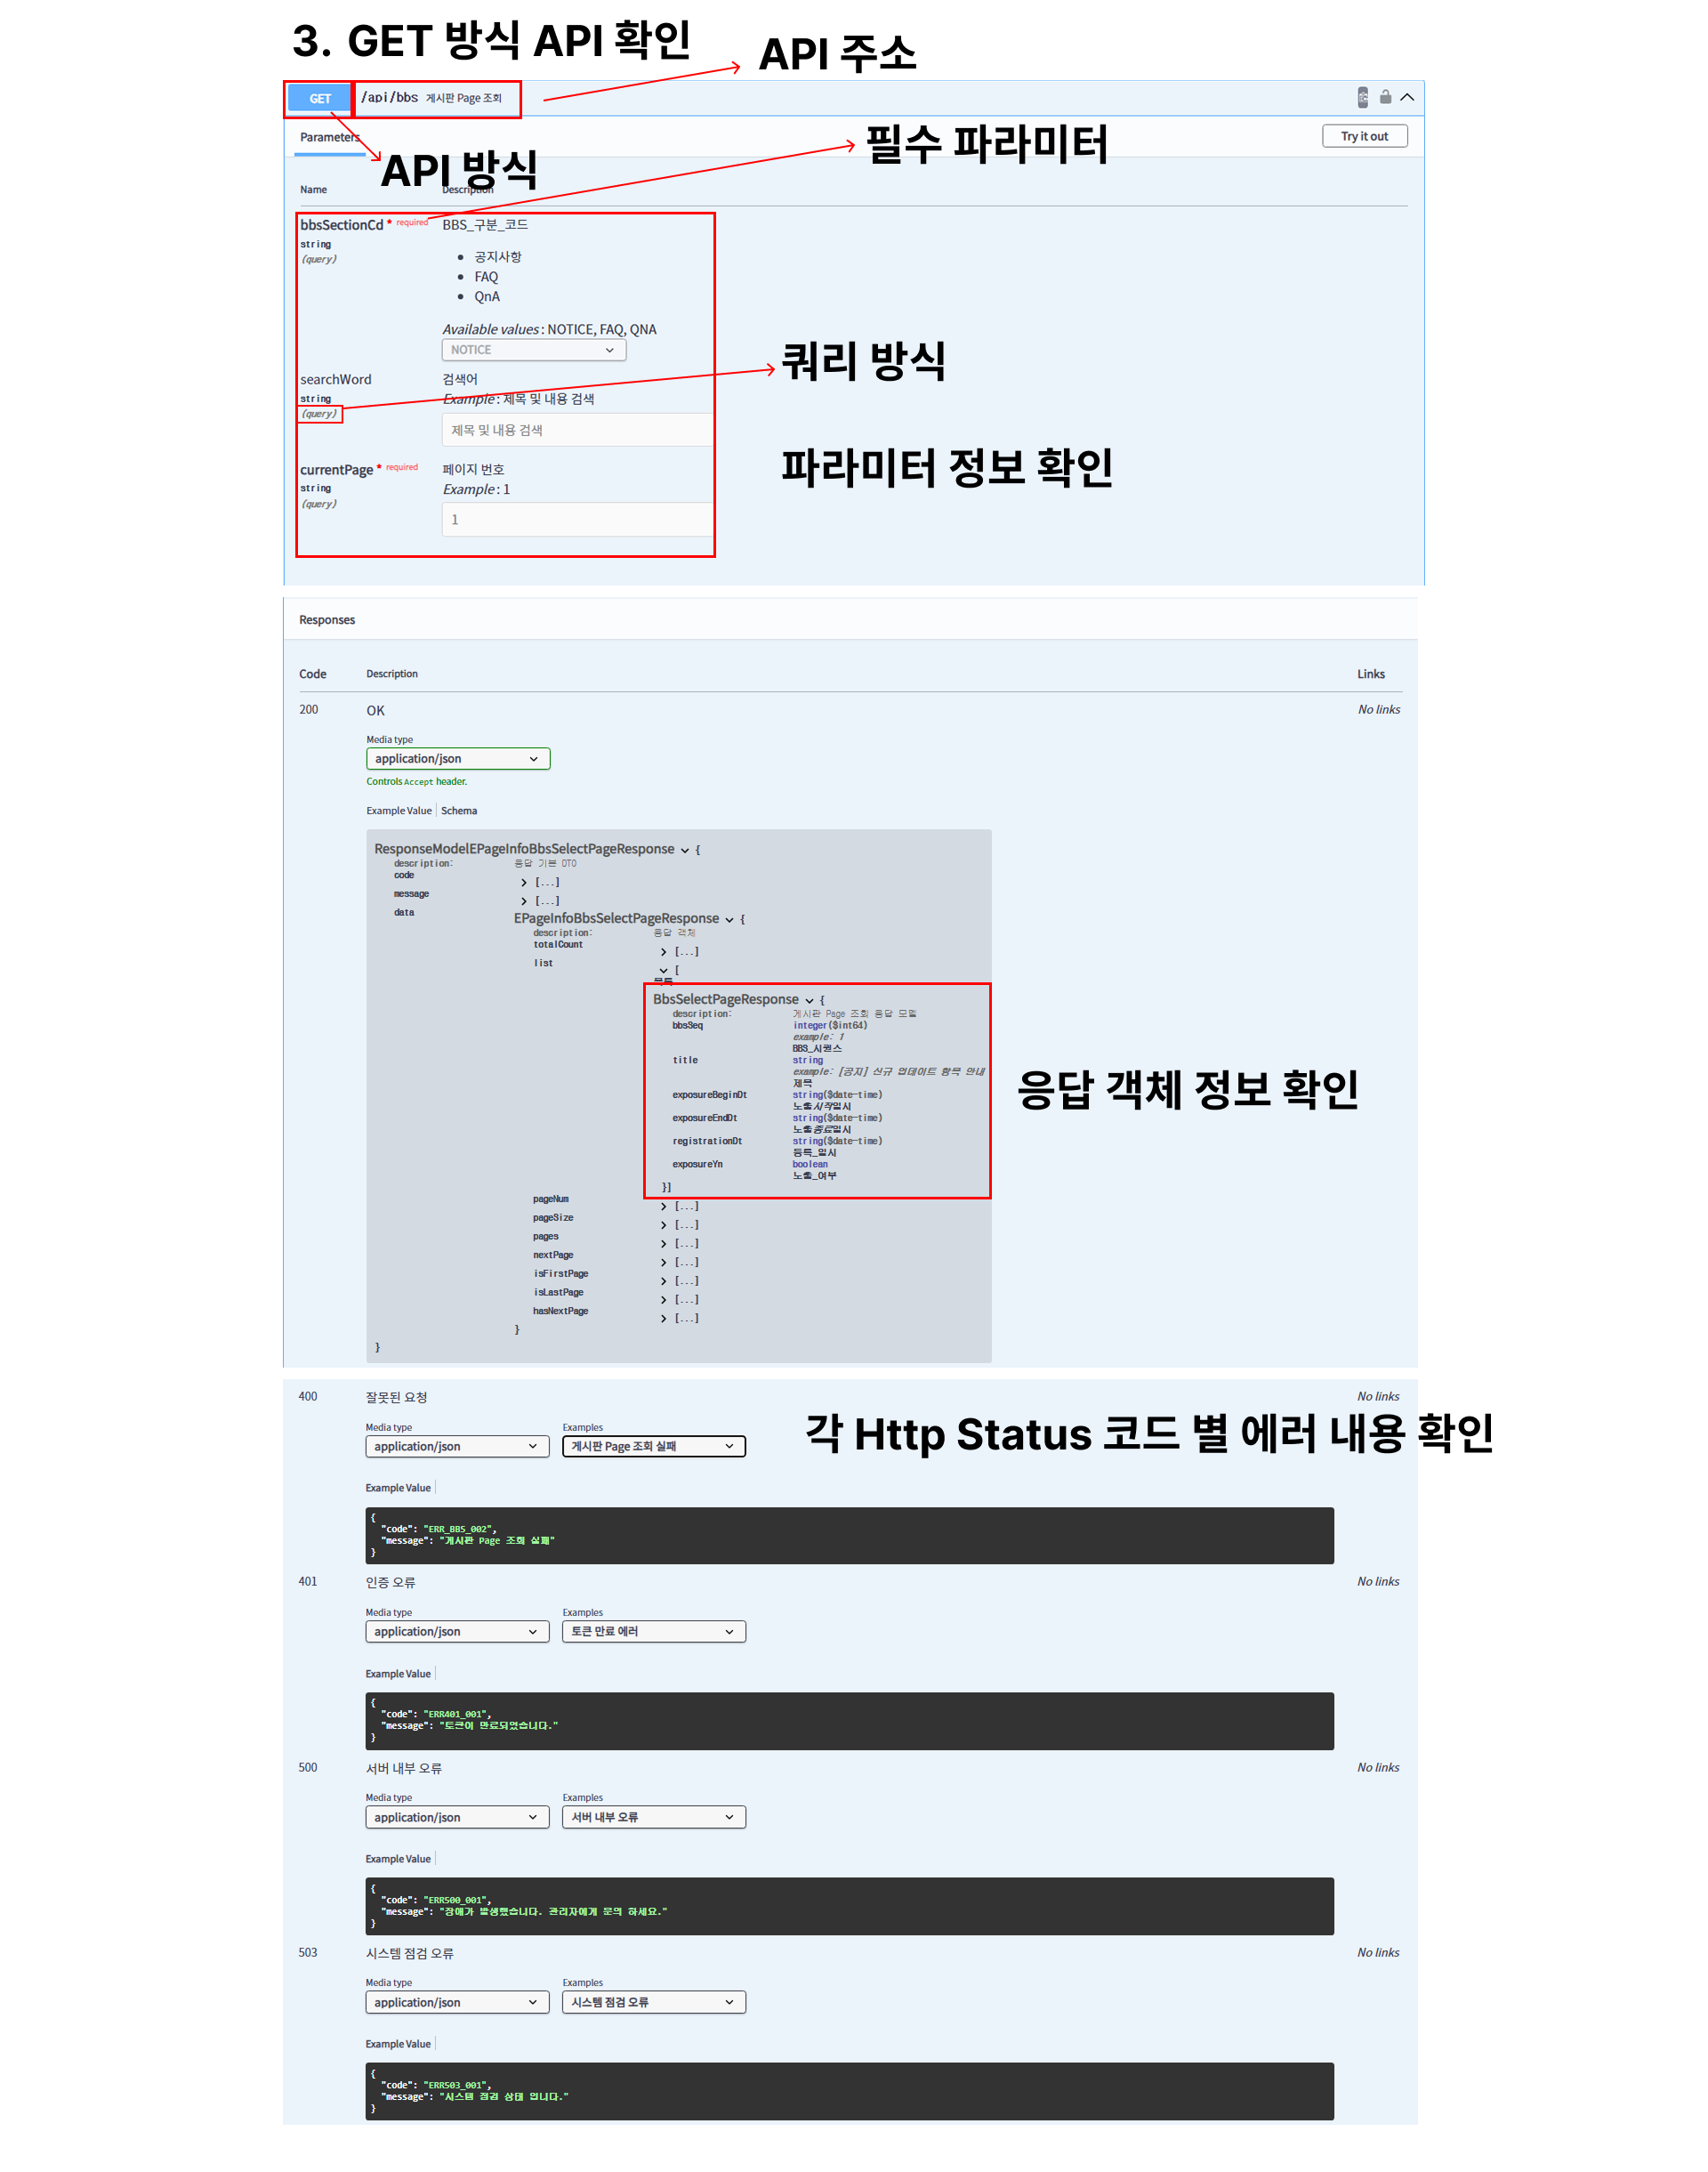 3. GET 방식 API 확인
API 주소
GET /api/bbs 게시판 Page 조회
Parameters
Try it out
API 방식
필수 파라미터
Name Description
bbsSectionCd * required BBS_구분_코드
string
(query)
공지사항
FAQ
QnA
Available values : NOTICE, FAQ, QNA
NOTICE
쿼리 방식
searchWord 검색어
string Example : 제목 및 내용 검색
(query)
제목 및 내용 검색
파라미터 정보 확인
currentPage * required 페이지 번호
string Example : 1
(query)
1
Responses
Code Description Links
200 OK No links
Media type
application/json
Controls Accept header.
Example Value Schema
ResponseModelEPageInfoBbsSelectPageResponse {
description: 응답 기본 DTO
code [...]
message [...]
data EPageInfoBbsSelectPageResponse {
description: 응답 객체
totalCount [...]
list [
목록
BbsSelectPageResponse {
description: 게시판 Page 조회 응답 모델
bbsSeq integer($int64)
example: 1
BBS_시퀀스
title string
example: [공지] 신규 업데이트 항목 안내
제목
exposureBeginDt string($date-time)
노출시작일시
exposureEndDt string($date-time)
노출종료일시
registrationDt string($date-time)
등록_일시
exposureYn boolean
노출_여부
}]
응답 객체 정보 확인
pageNum [...]
pageSize [...]
pages [...]
nextPage [...]
isFirstPage [...]
isLastPage [...]
hasNextPage [...]
}
}
400 잘못된 요청 No links
각 Http Status 코드 별 에러 내용 확인
Media type Examples
application/json 게시판 Page 조회 실패
Example Value
{
"code": "ERR_BBS_002",
"message": "게시판 Page 조회 실패"
}
401 인증 오류 No links
Media type Examples
application/json 토큰 만료 에러
Example Value
{
"code": "ERR401_001",
"message": "토큰이 만료되었습니다."
}
500 서버 내부 오류 No links
Media type Examples
application/json 서버 내부 오류
Example Value
{
"code": "ERR500_001",
"message": "장애가 발생했습니다. 관리자에게 문의 하세요."
}
503 시스템 점검 오류 No links
Media type Examples
application/json 시스템 점검 오류
Example Value
{
"code": "ERR503_001",
"message": "시스템 점검 상태 입니다."
}